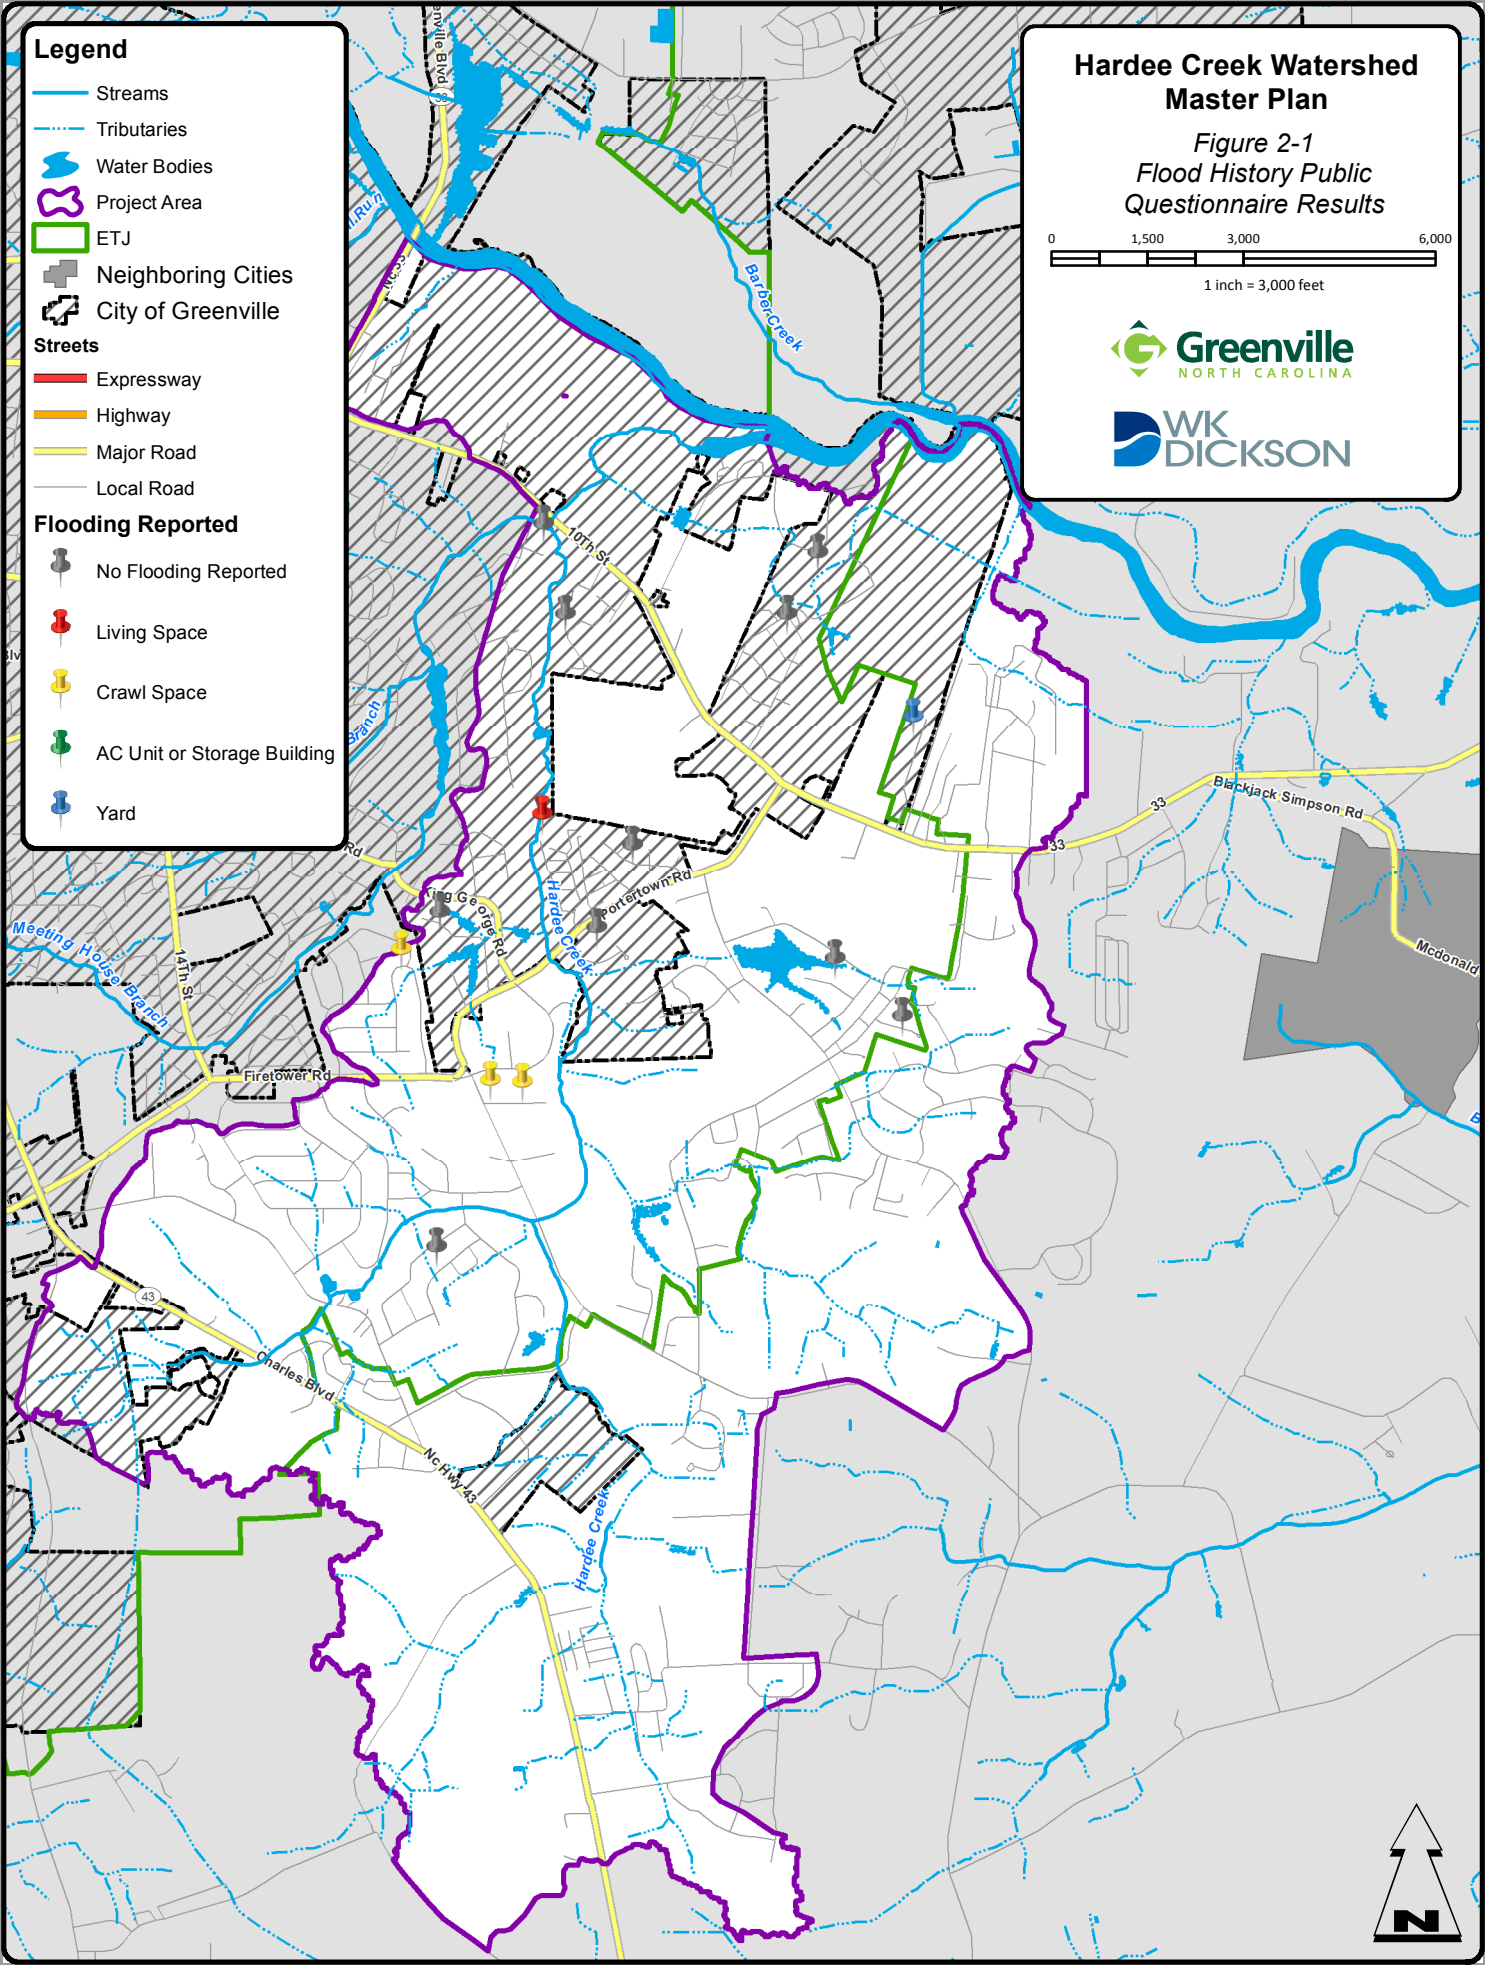 Legend
Streams
Tributaries
Water Bodies
Project Area
ETJ
Neighboring Cities
City of Greenville
Streets
Expressway
Highway
Major Road
Local Road
Flooding Reported
No Flooding Reported
Living Space
Crawl Space
AC Unit or Storage Building
Yard
Hardee Creek Watershed
Master Plan
Figure 2-1
Flood History Public
Questionnaire Results
0 1,500 3,000 6,000
1 inch = 3,000 feet
Greenville
NORTH CAROLINA
WK
DICKSON
Barber Creek
10Th St
Branch
33
33
Blackjack Simpson Rd
Mcdonald
Rd
King George Rd
Portertown Rd
Hardee Creek
Meeting House Branch
14Th St
Firetower Rd
43
Charles Blvd
Nc Hwy 43
Hardee Creek
N